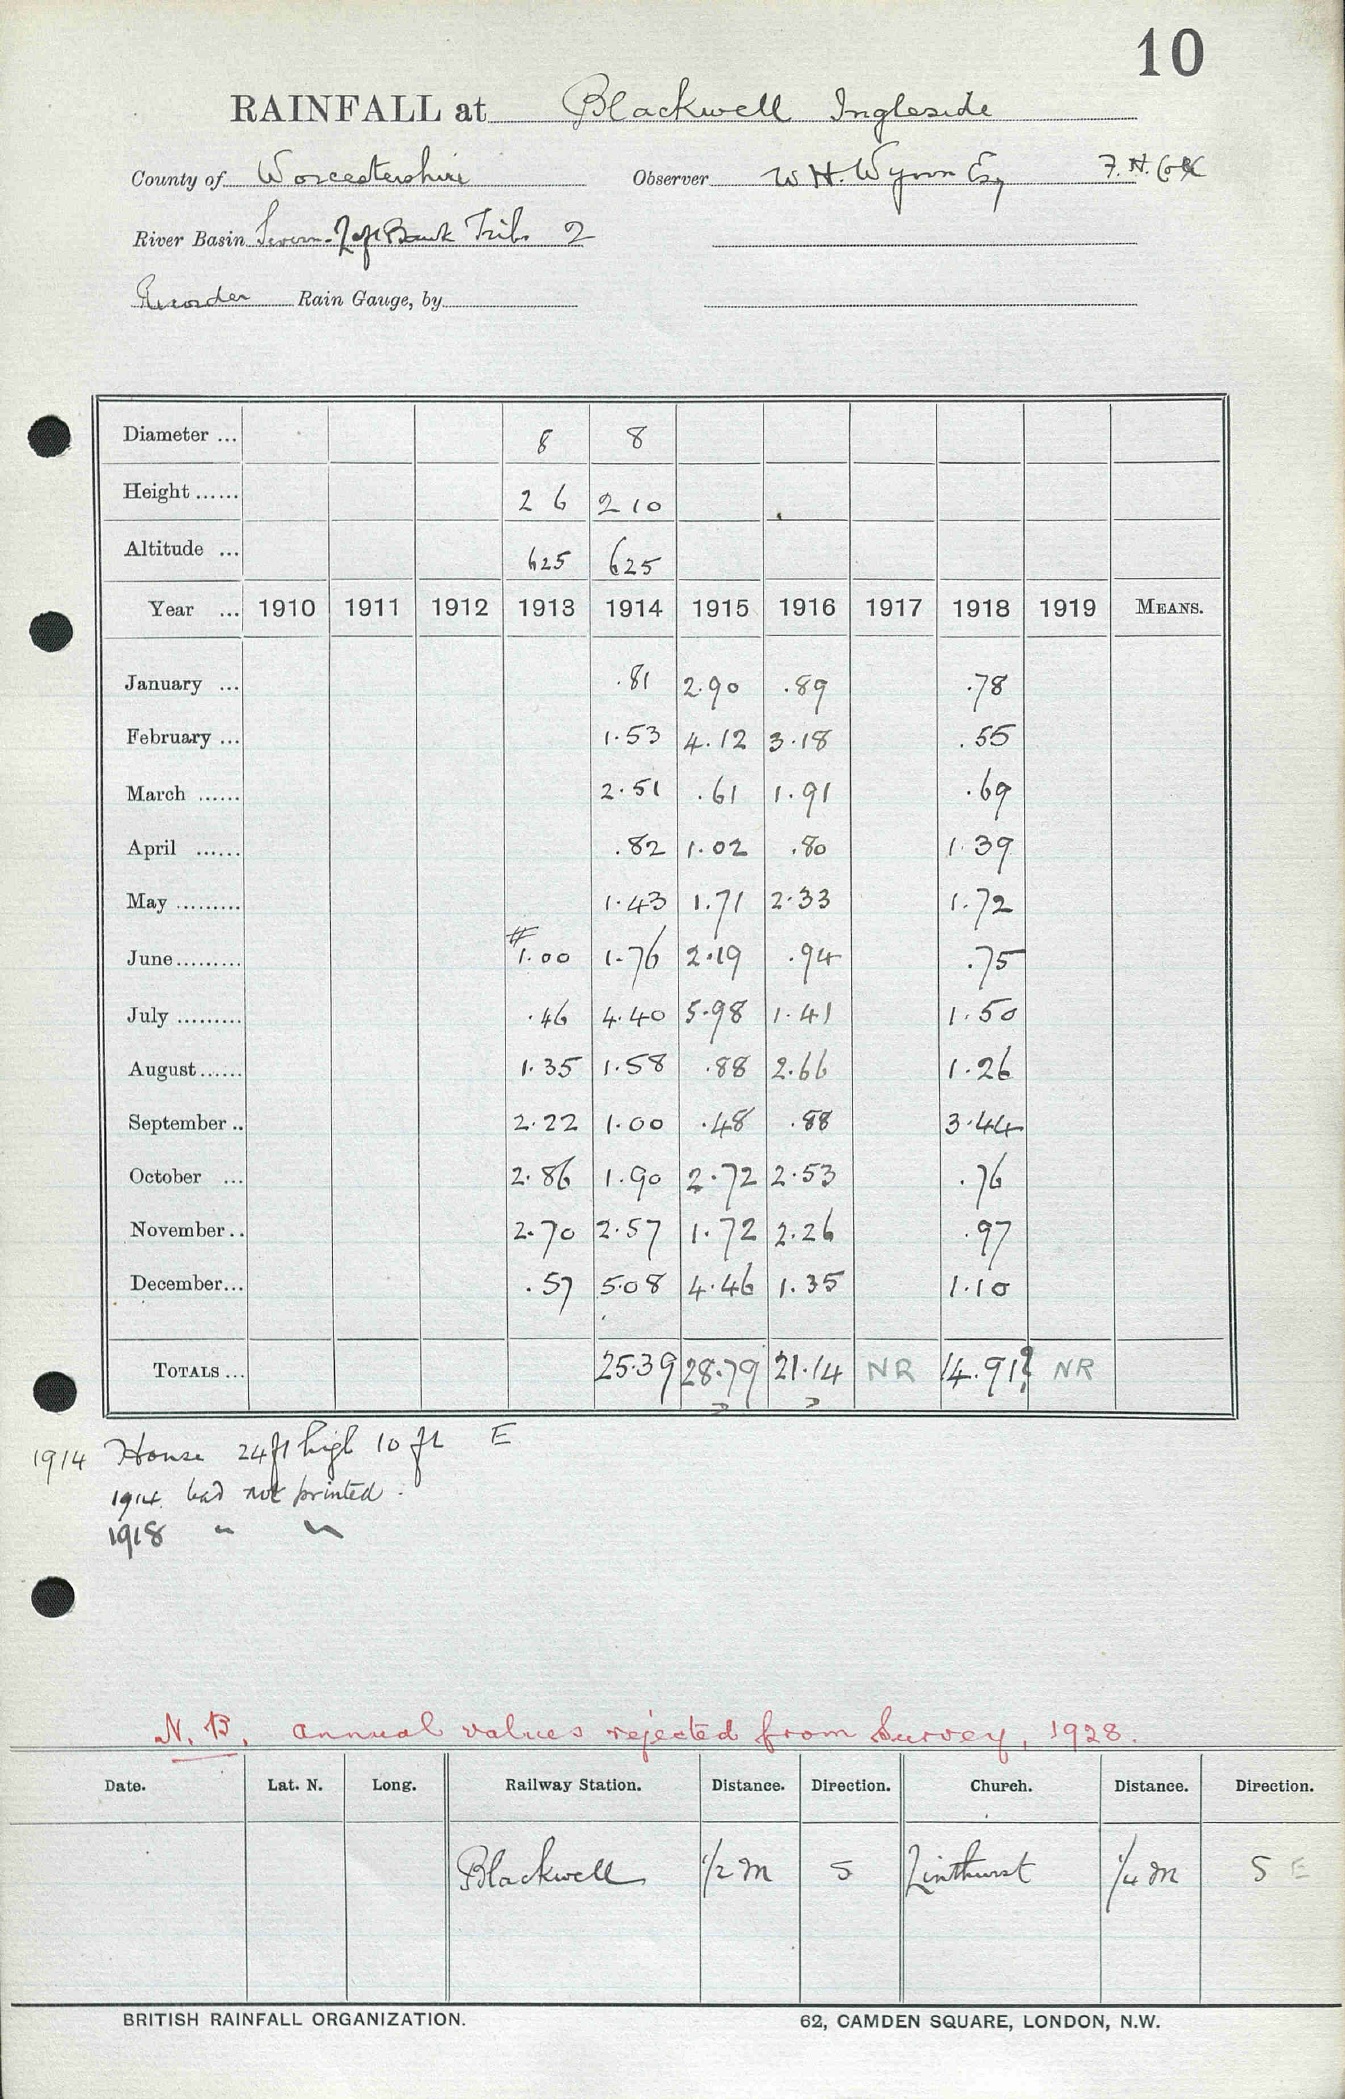 10
RAINFALL at Blackwell Ingleside
County of Worcestershire Observer W H. Wynn Esq F. H. Cox
River Basin Severn - Left Bank Tribs 2
Recorder Rain Gauge, by
Diameter ... 8 8
Height ...... 2 6 2 10
Altitude ... 625 625
Year ... 1910 1911 1912 1913 1914 1915 1916 1917 1918 1919 MEANS.
January ... .81 2.90 .89 .78
February ... 1.53 4.12 3.18 .55
March ...... 2.51 .61 1.91 .69
April ...... .82 1.02 .80 1.39
May ......... 1.43 1.71 2.33 1.72
June ......... # 1.00 1.76 2.19 .94 .75
July ......... .46 4.40 5.98 1.41 1.50
August ...... 1.35 1.58 .88 2.66 1.26
September .. 2.22 1.00 .48 .88 3.44
October ... 2.86 1.90 2.72 2.53 .76
November .. 2.70 2.57 1.72 2.26 .97
December ... .57 5.08 4.46 1.35 1.10
TOTALS ... 25.39 28.79 21.14 NR 14.91? NR
1914 House 24ft high 10 ft E
1914 bad not printed.
1918 " "
N.B. annual values rejected from Survey, 1928.
Date. Lat. N. Long. Railway Station. Distance. Direction. Church. Distance. Direction.
Blackwell 1/2 m S Linthurst 1/4 m S E
BRITISH RAINFALL ORGANIZATION. 62, CAMDEN SQUARE, LONDON, N.W.